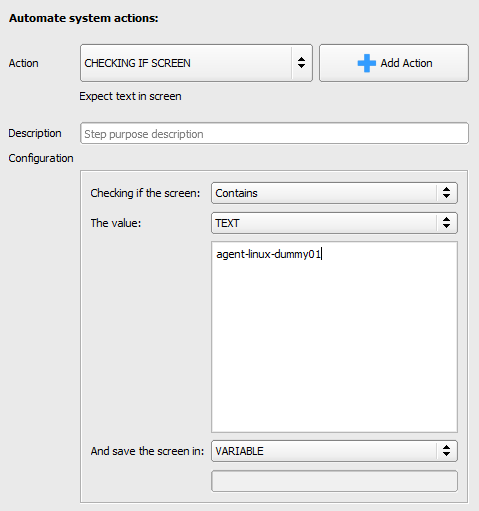 Automate system actions:
Action
CHECKING IF SCREEN
Add Action
Expect text in screen
Description
Step purpose description
Configuration
Checking if the screen:
Contains
The value:
TEXT
agent-linux-dummy01
And save the screen in:
VARIABLE